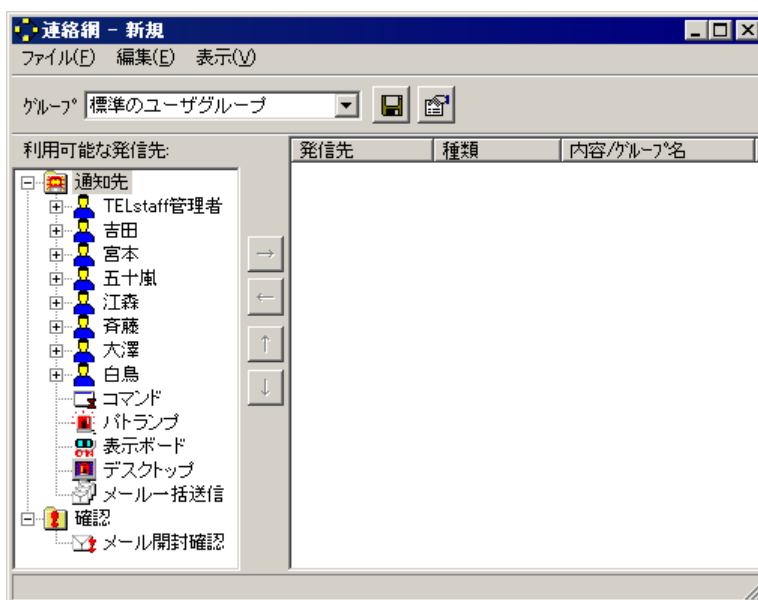 連絡網 - 新規
ファイル(F) 編集(E) 表示(V)
グループ 標準のユーザグループ
利用可能な発信先:
発信先 種類 内容/グループ名
通知先
TELstaff管理者
吉田
宮本
五十嵐
江森
斉藤
大澤
白鳥
コマンド
パトランプ
表示ボード
ON
デスクトップ
メール一括送信
確認
メール開封確認